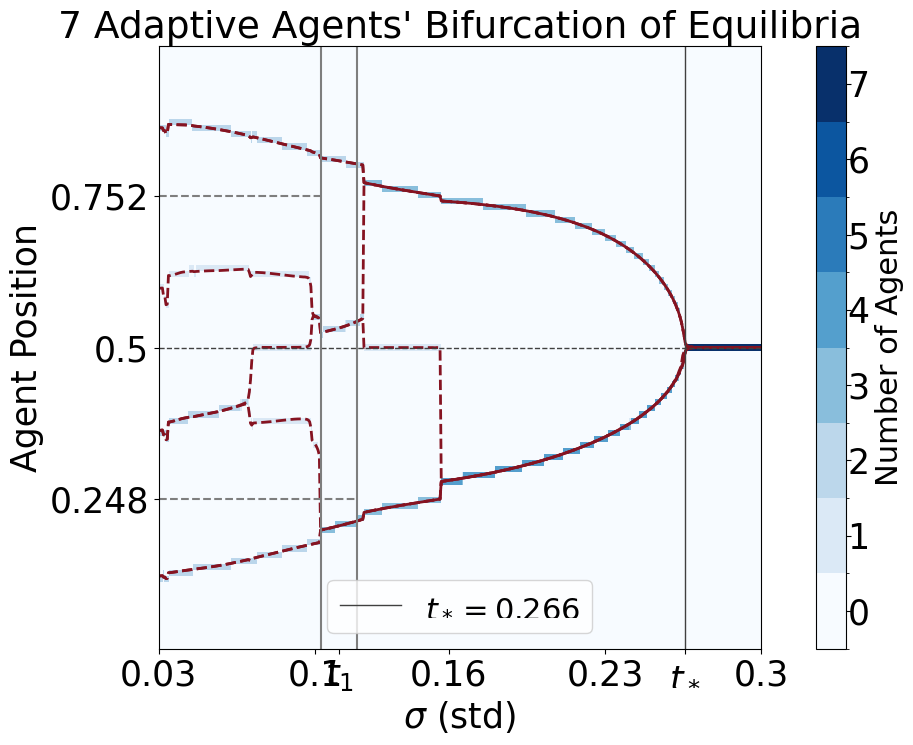 7 Adaptive Agents' Bifurcation of Equilibria
Agent Position
0.752
0.5
0.248
t* = 0.266
0.03
0.1
t1
0.16
0.23
t*
0.3
σ (std)
7
6
5
4
3
2
1
0
Number of Agents